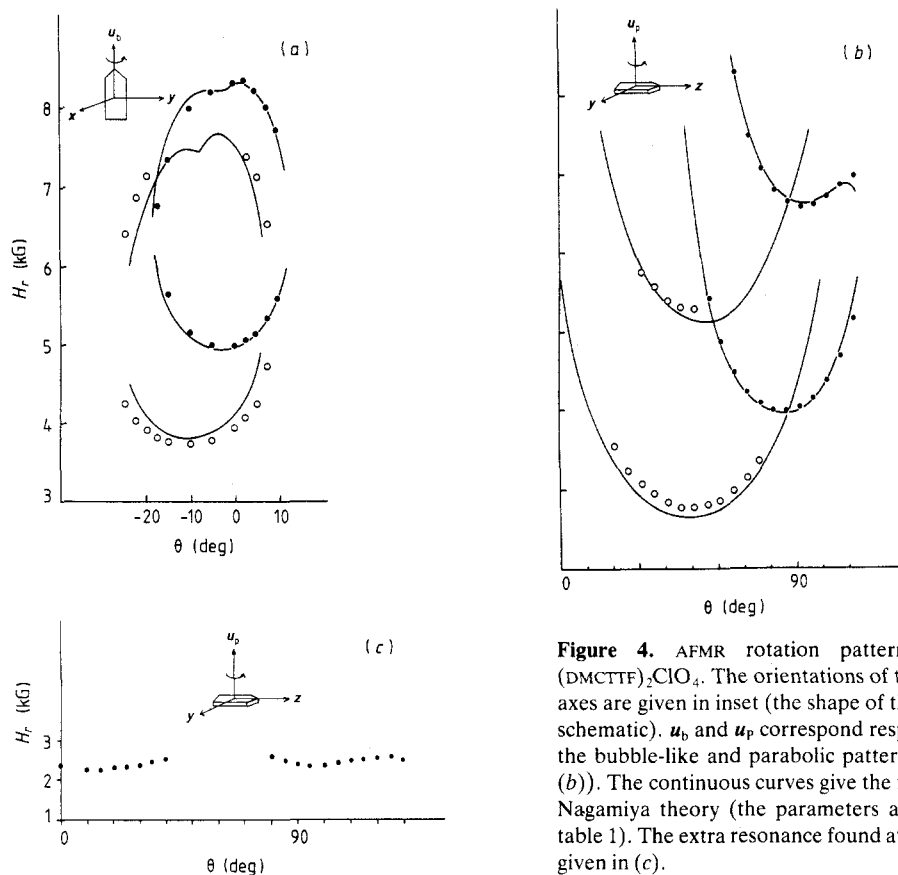 u_b
(a)
x
y
8
7
6
5
4
3
H_r (kG)
-20
-10
0
10
θ (deg)
u_p
(b)
y
z
0
90
θ (deg)
u_p
(c)
y
z
H_r (kG)
3
2
1
0
90
θ (deg)
Figure 4. AFMR rotation pattern
(DMCTTF)₂ClO₄. The orientations of t
axes are given in inset (the shape of th
schematic). u_b and u_P correspond resp
the bubble-like and parabolic pattern
(b)). The continuous curves give the
Nagamiya theory (the parameters a
table 1). The extra resonance found a
given in (c).